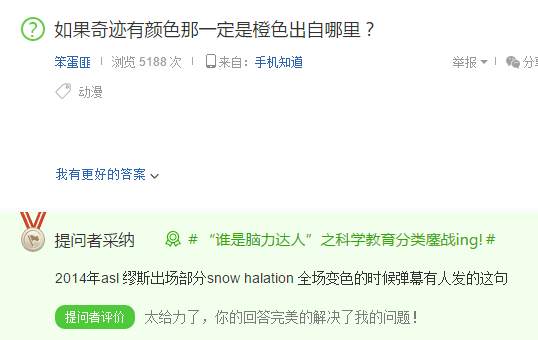 如果奇迹有颜色那一定是橙色出自哪里？
笨蛋匪 浏览 5188 次 来自：手机知道 举报 分享
动漫
我有更好的答案
提问者采纳 # “谁是脑力达人”之科学教育分类鏖战ing! #
2014年asl 缪斯出场部分snow halation 全场变色的时候弹幕有人发的这句
提问者评价 太给力了，你的回答完美的解决了我的问题！